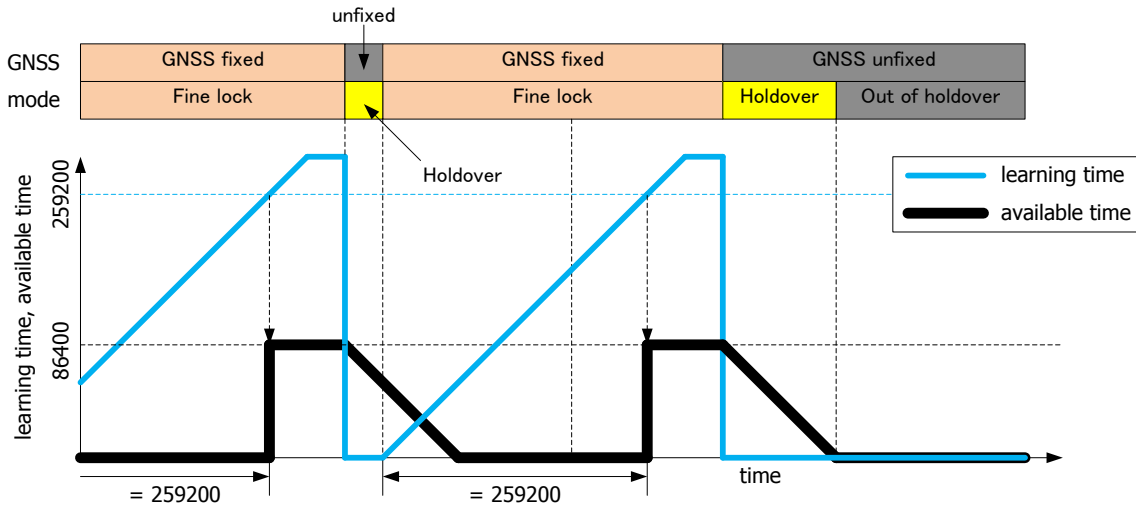 unfixed
GNSS
GNSS fixed
GNSS fixed
GNSS unfixed
mode
Fine lock
Fine lock
Holdover
Out of holdover
Holdover
learning time, available time
259200
86400
learning time
available time
time
= 259200
= 259200